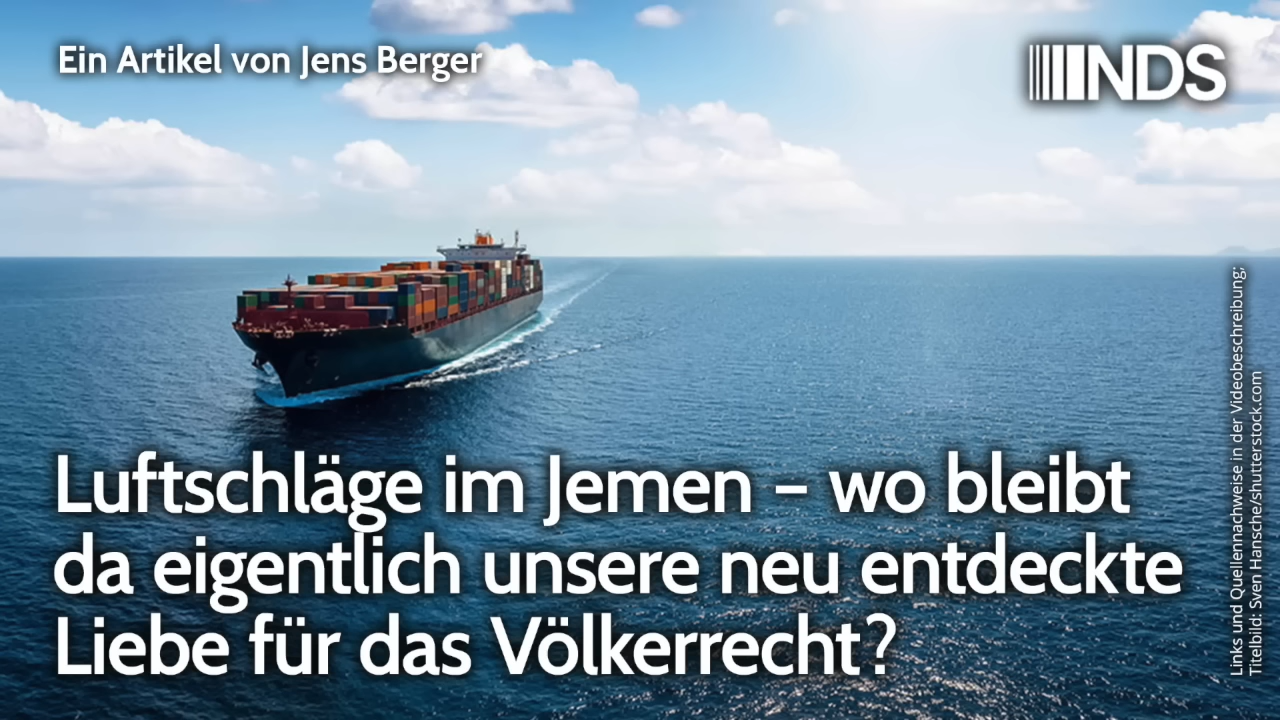 Ein Artikel von Jens Berger
NDS
Luftschläge im Jemen – wo bleibt
da eigentlich unsere neu entdeckte
Liebe für das Völkerrecht?
Links und Quellennachweise in der Videobeschreibung;
Titelbild: Sven Hansche/shutterstock.com